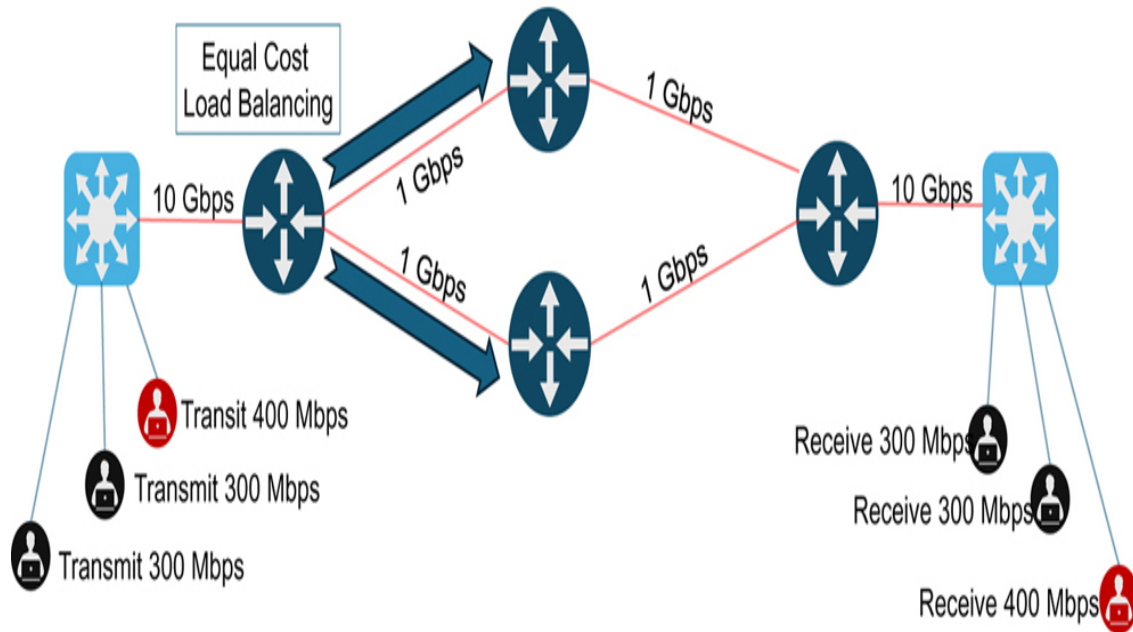 Equal Cost
Load Balancing
1 Gbps
10 Gbps
1 Gbps
10 Gbps
1 Gbps
1 Gbps
Transit 400 Mbps
Transmit 300 Mbps
Transmit 300 Mbps
Receive 300 Mbps
Receive 300 Mbps
Receive 400 Mbps